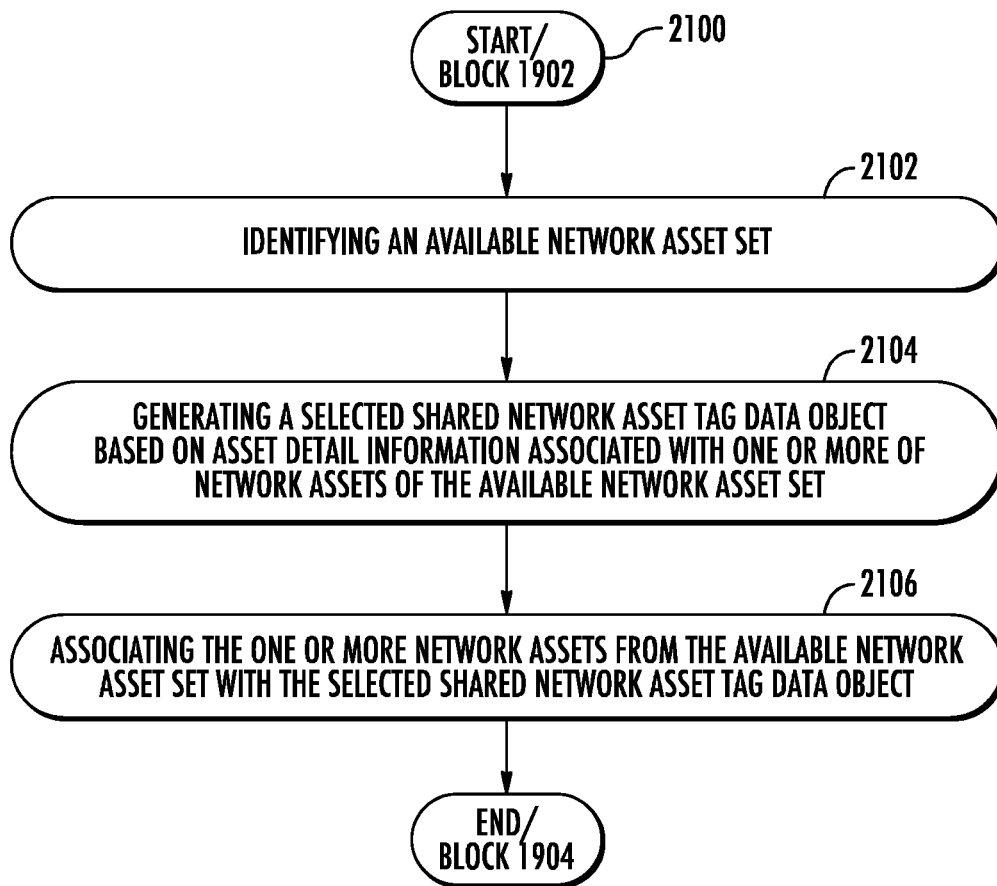 START/
BLOCK 1902
2100
2102
IDENTIFYING AN AVAILABLE NETWORK ASSET SET
2104
GENERATING A SELECTED SHARED NETWORK ASSET TAG DATA OBJECT
BASED ON ASSET DETAIL INFORMATION ASSOCIATED WITH ONE OR MORE OF
NETWORK ASSETS OF THE AVAILABLE NETWORK ASSET SET
2106
ASSOCIATING THE ONE OR MORE NETWORK ASSETS FROM THE AVAILABLE NETWORK
ASSET SET WITH THE SELECTED SHARED NETWORK ASSET TAG DATA OBJECT
END/
BLOCK 1904